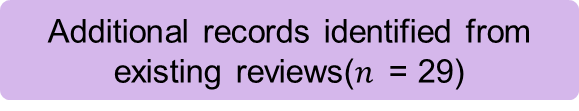 Additional records identified from
existing reviews(𝑛 = 29)